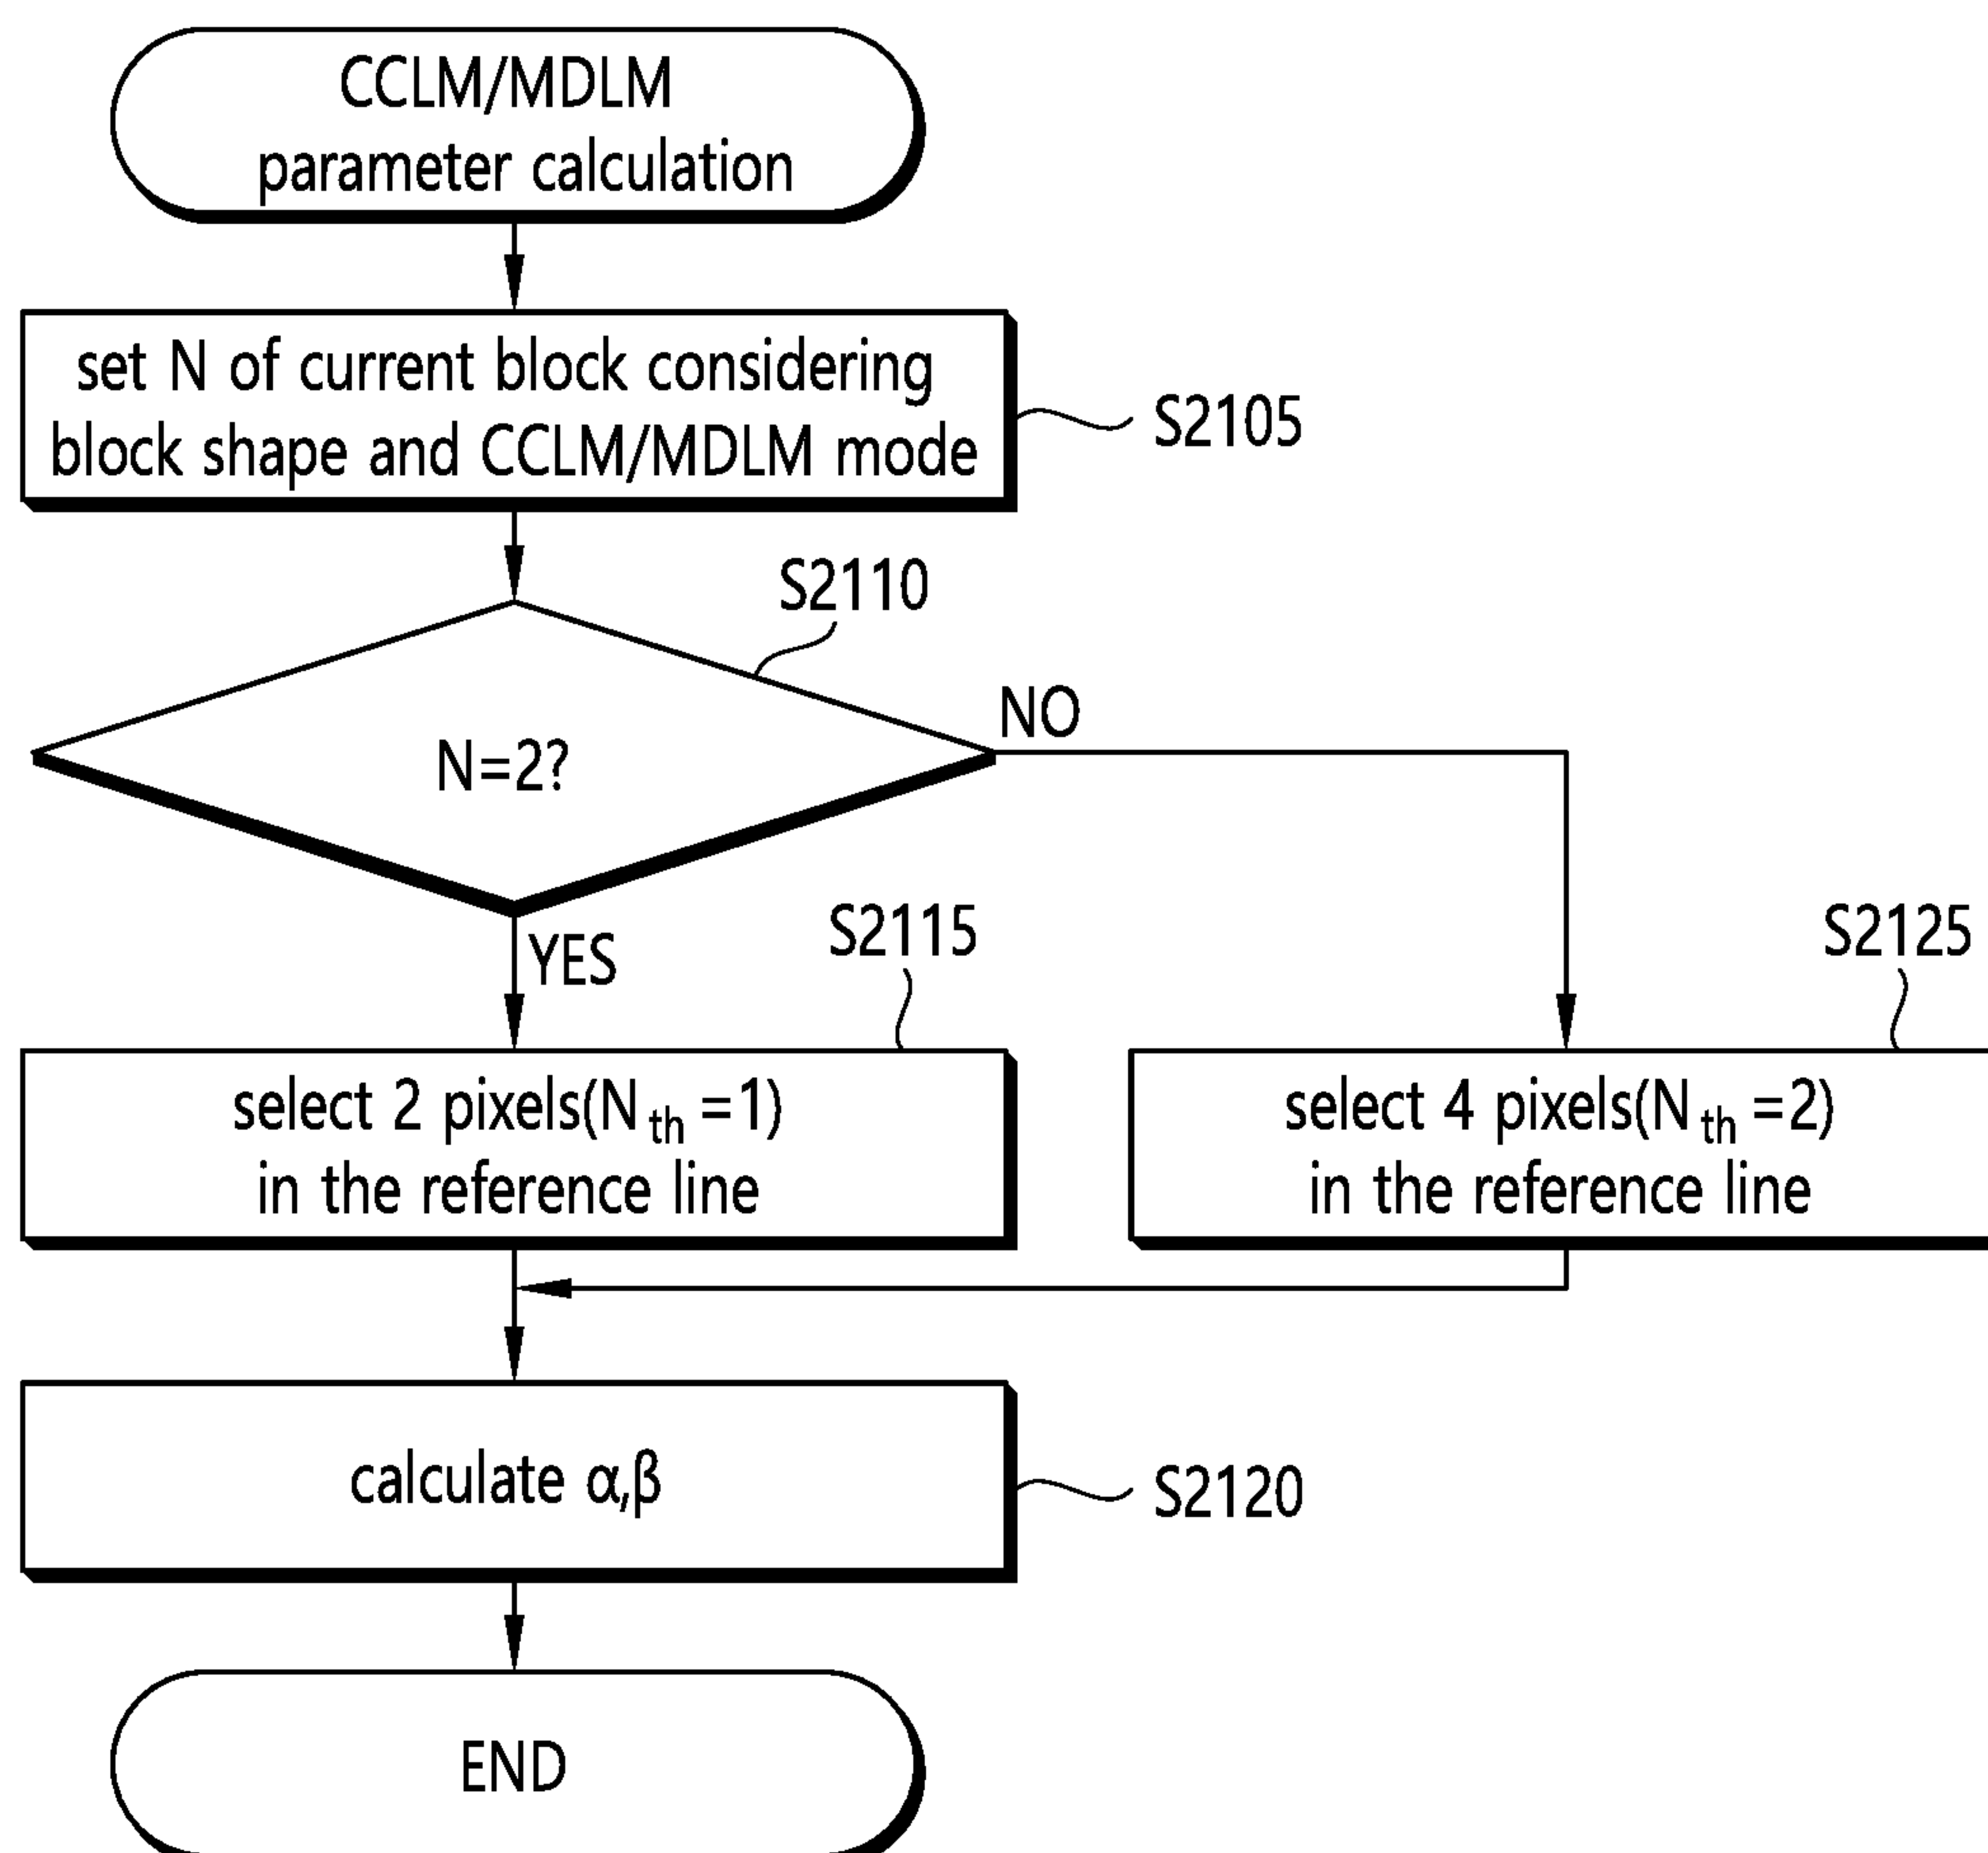 CCLM/MDLM
parameter calculation
set N of current block considering
block shape and CCLM/MDLM mode
S2105
S2110
N=2?
NO
YES
S2115
S2125
select 2 pixels(Nth=1)
in the reference line
select 4 pixels(Nth=2)
in the reference line
calculate α,β
S2120
END